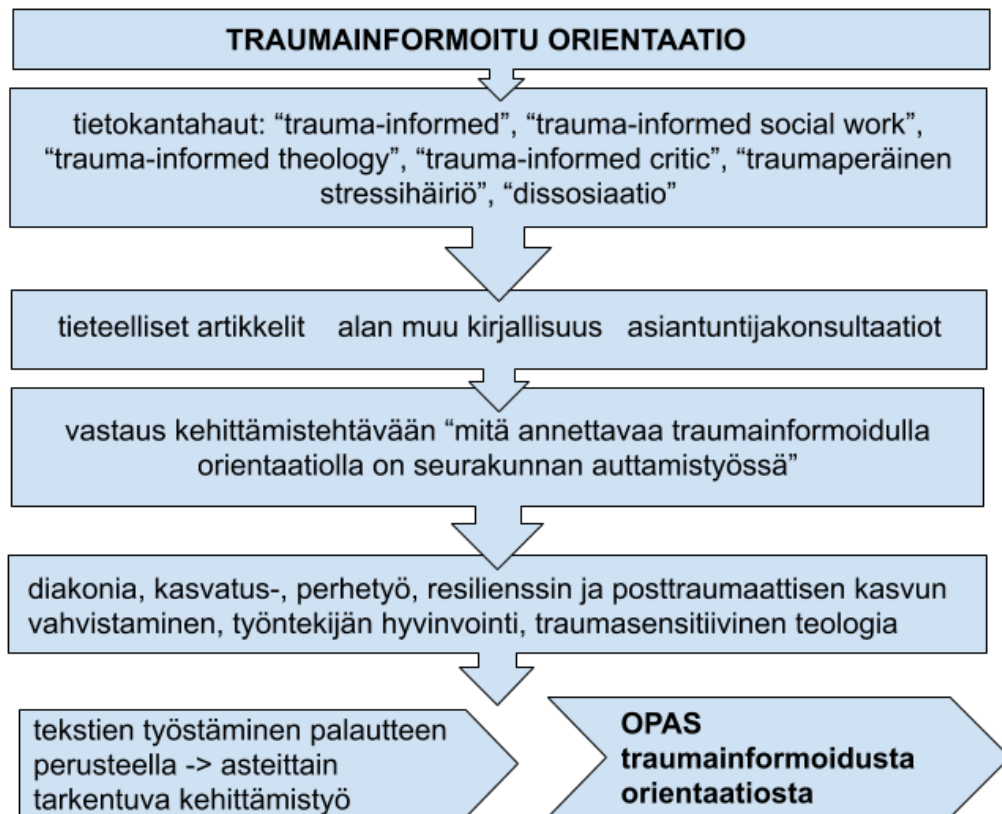 TRAUMAINFORMOITU ORIENTAATIO
tietokantahaut: “trauma-informed”, “trauma-informed social work”,
“trauma-informed theology”, “trauma-informed critic”, “traumaperäinen
stressihäiriö”, “dissosiaatio”
tieteelliset artikkelit alan muu kirjallisuus asiantuntijakonsultaatiot
vastaus kehittämistehtävään “mitä annettavaa traumainformoidulla
orientaatiolla on seurakunnan auttamistyössä”
diakonia, kasvatus-, perhetyö, resilienssin ja posttraumaattisen kasvun
vahvistaminen, työntekijän hyvinvointi, traumasensitiivinen teologia
tekstien työstäminen palautteen
perusteella -> asteittain
tarkentuva kehittämistyö
OPAS
traumainformoidusta
orientaatiosta